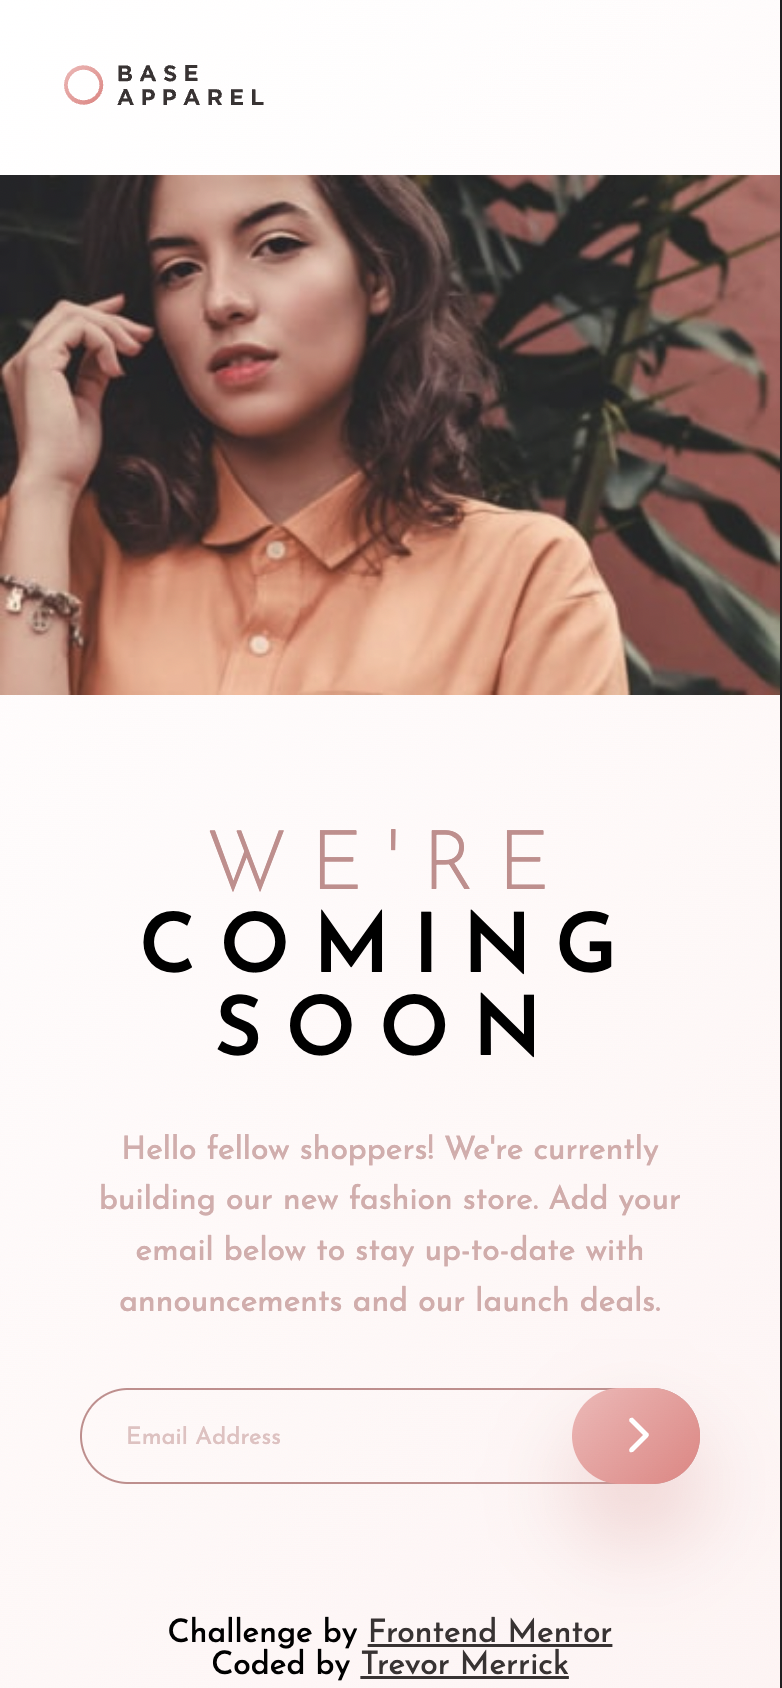 BASE
APPAREL
WE'RE
COMING
SOON
Hello fellow shoppers! We're currently
building our new fashion store. Add your
email below to stay up-to-date with
announcements and our launch deals.
Email Address
Challenge by Frontend Mentor
Coded by Trevor Merrick